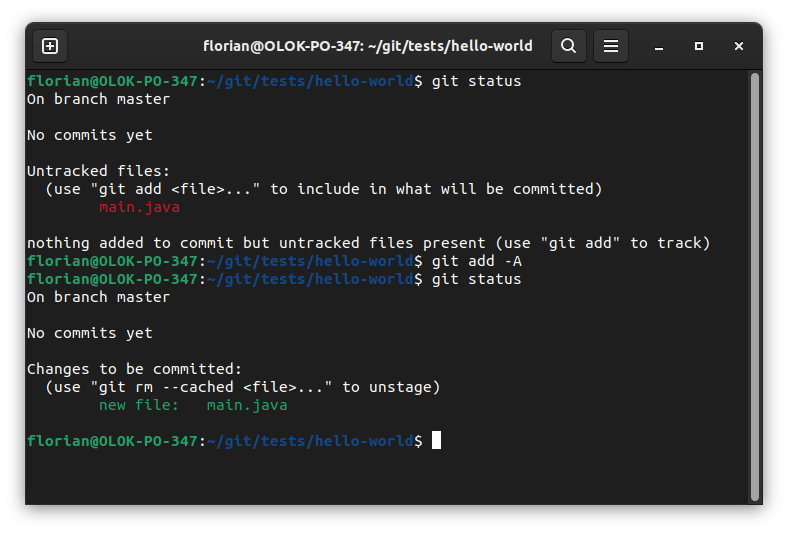 florian@OLOK-PO-347: ~/git/tests/hello-world
florian@OLOK-PO-347:~/git/tests/hello-world$ git status
On branch master
No commits yet
Untracked files:
  (use "git add <file>..." to include in what will be committed)
        main.java
nothing added to commit but untracked files present (use "git add" to track)
florian@OLOK-PO-347:~/git/tests/hello-world$ git add -A
florian@OLOK-PO-347:~/git/tests/hello-world$ git status
On branch master
No commits yet
Changes to be committed:
  (use "git rm --cached <file>..." to unstage)
        new file:   main.java
florian@OLOK-PO-347:~/git/tests/hello-world$